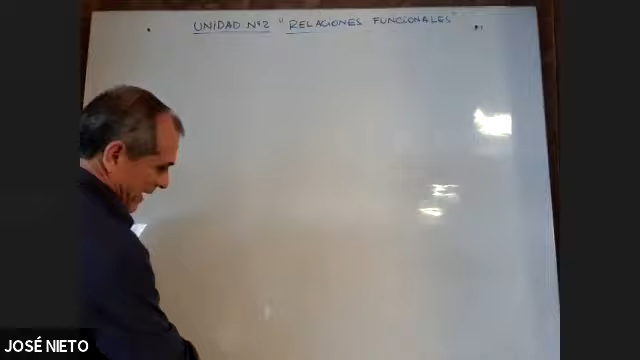 UNIDAD Nº2 "RELACIONES FUNCIONALES"
JOSÉ NIETO